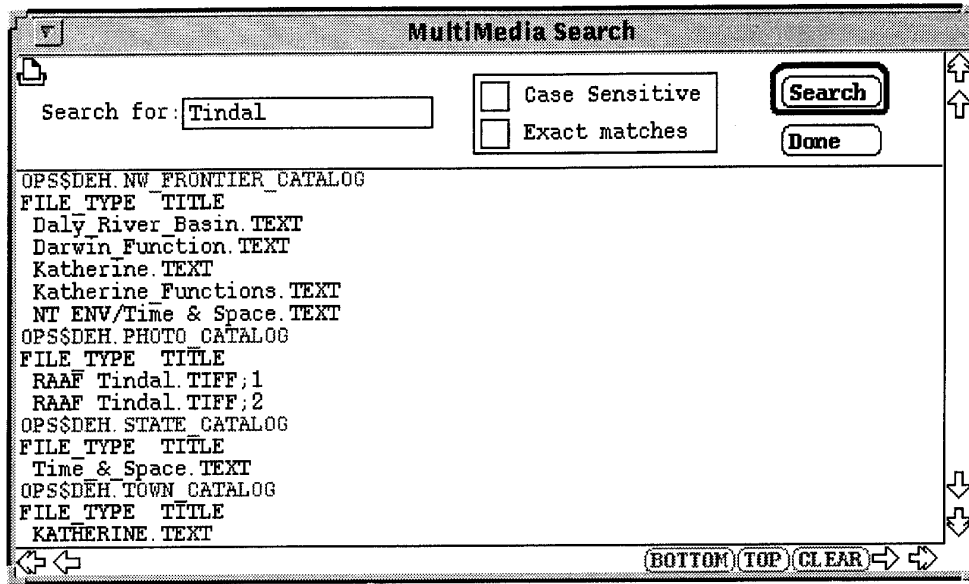 MultiMedia Search
Search for: Tindal
Case Sensitive
Exact matches
Search
Done
OPS$DEH.NW_FRONTIER_CATALOG
FILE_TYPE TITLE
Daly_River_Basin.TEXT
Darwin_Function.TEXT
Katherine.TEXT
Katherine_Functions.TEXT
NT ENV/Time & Space.TEXT
OPS$DEH.PHOTO_CATALOG
FILE_TYPE TITLE
RAAF Tindal.TIFF;1
RAAF Tindal.TIFF;2
OPS$DEH.STATE_CATALOG
FILE_TYPE TITLE
Time_&_Space.TEXT
OPS$DEH.TOWN_CATALOG
FILE_TYPE TITLE
KATHERINE.TEXT
BOTTOM TOP CLEAR